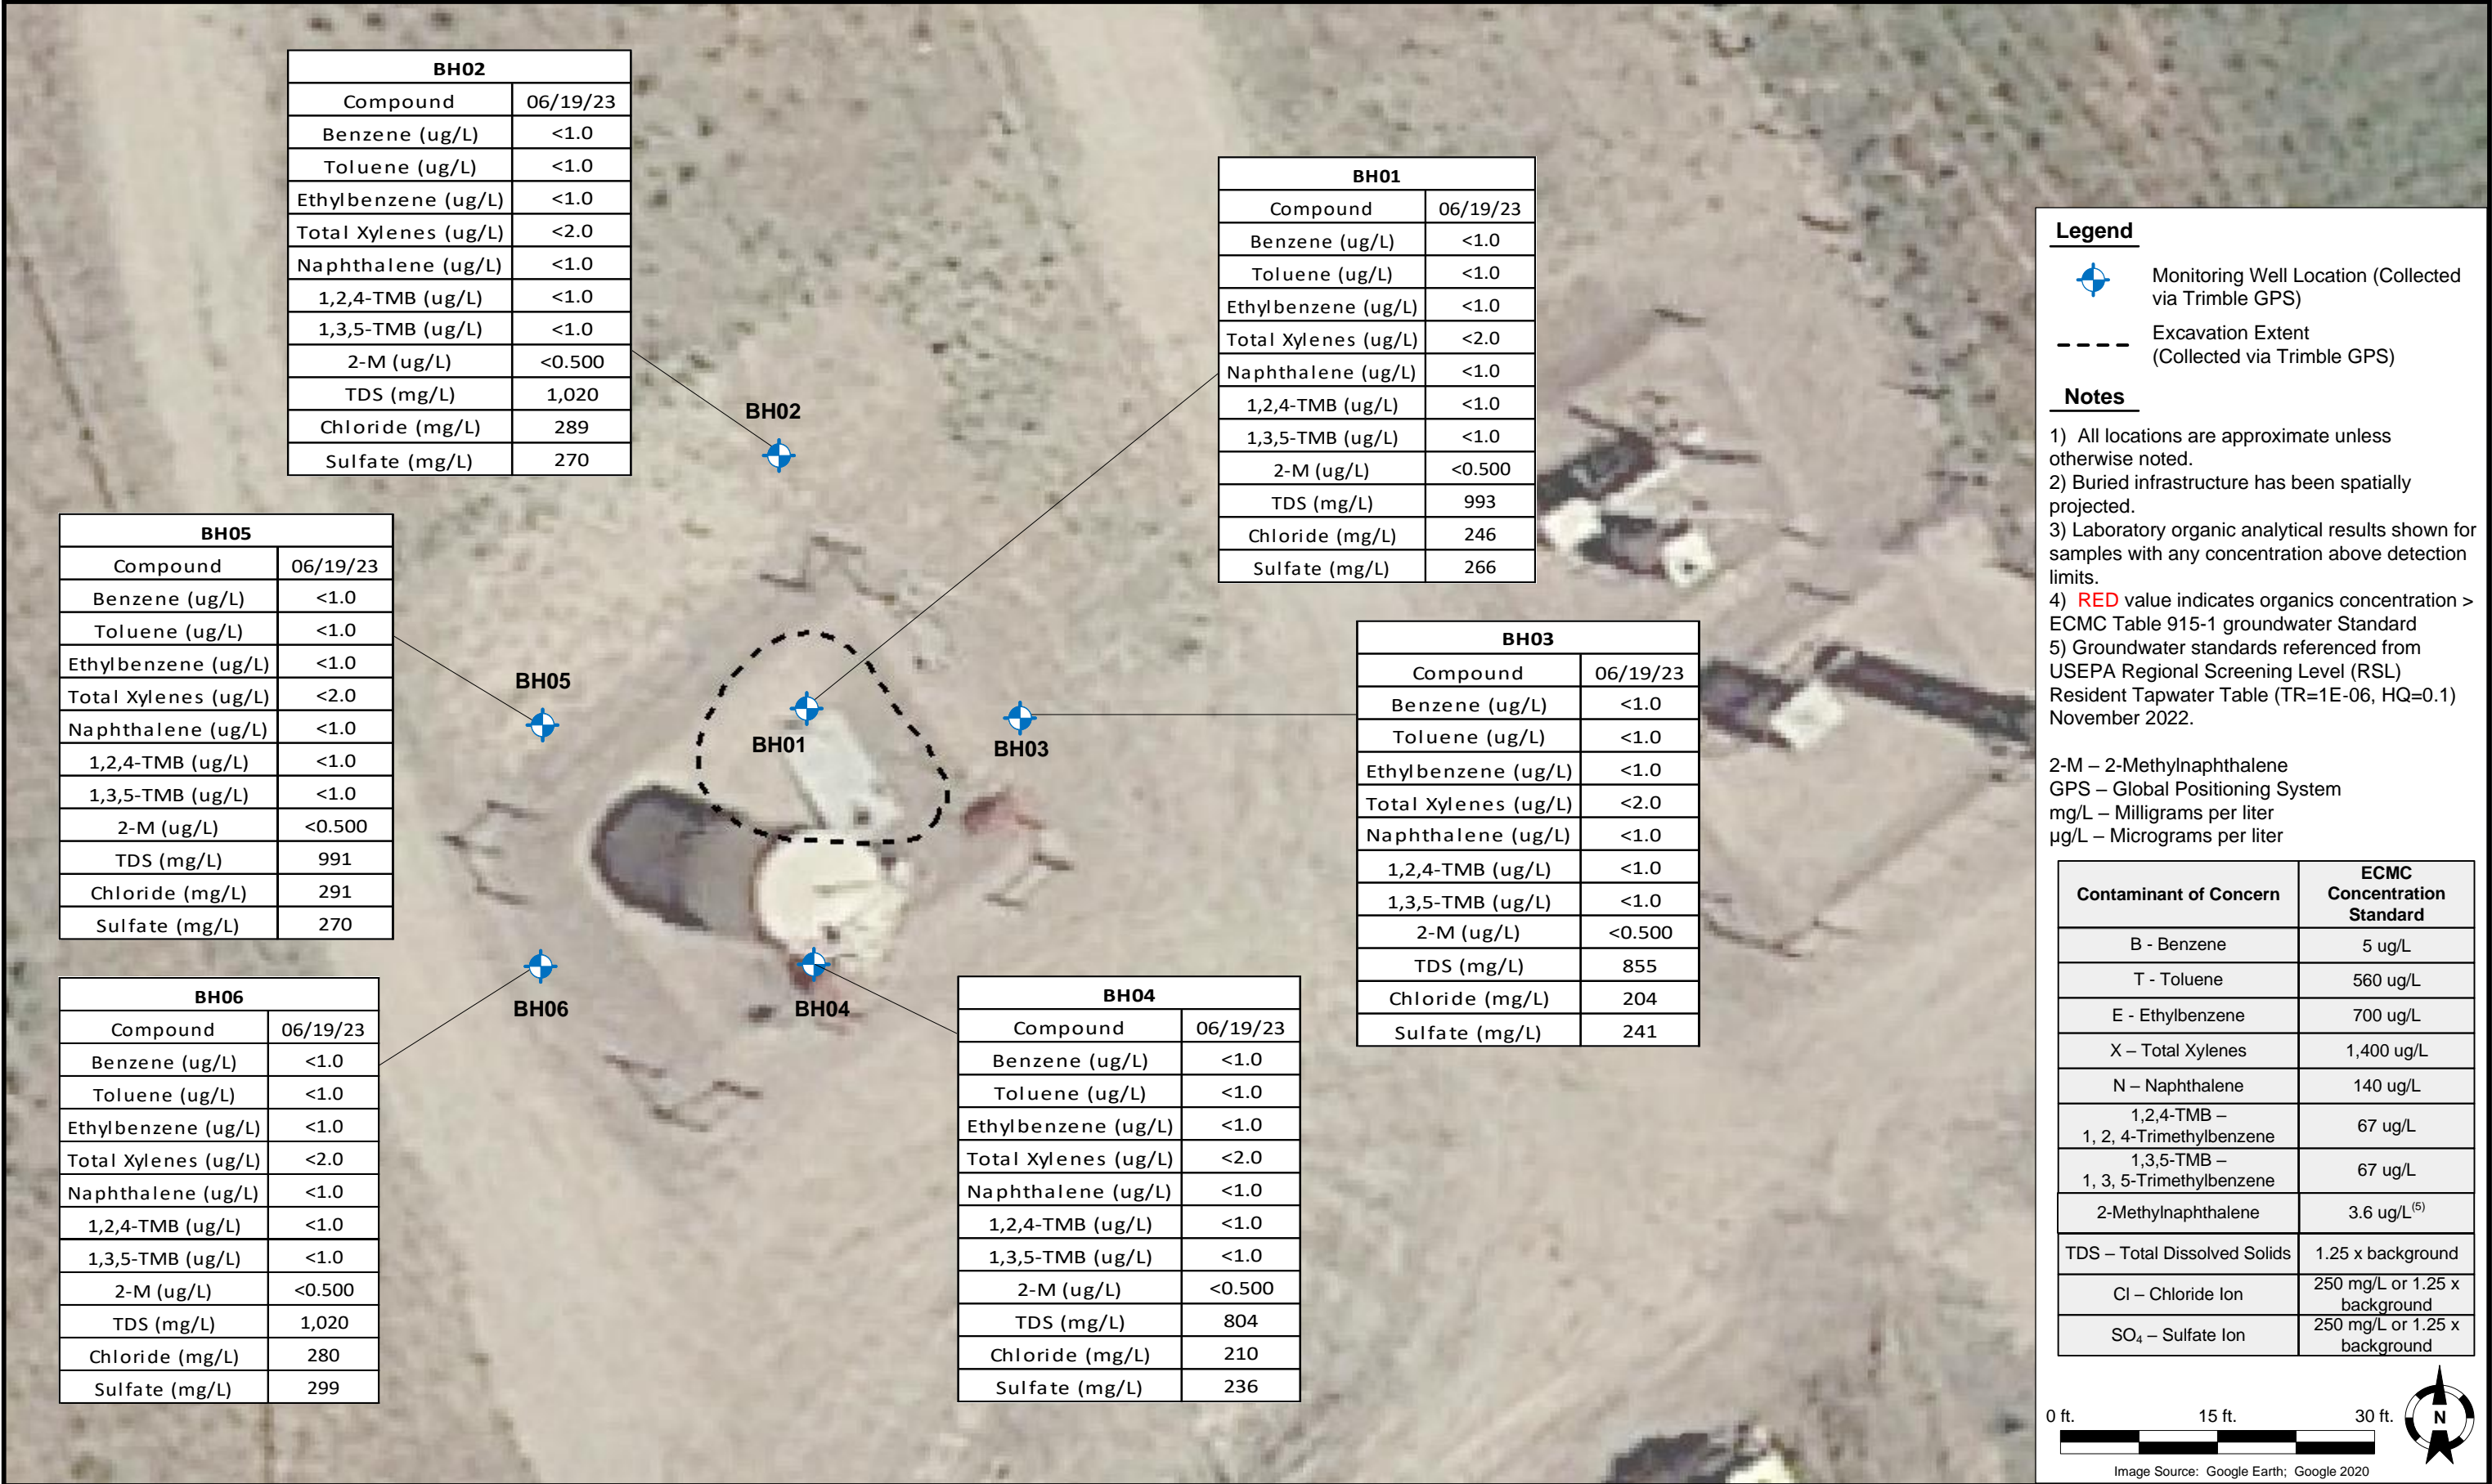 BH02
Compound 06/19/23
Benzene (ug/L) <1.0
Toluene (ug/L) <1.0
Ethylbenzene (ug/L) <1.0
Total Xylenes (ug/L) <2.0
Naphthalene (ug/L) <1.0
1,2,4-TMB (ug/L) <1.0
1,3,5-TMB (ug/L) <1.0
2-M (ug/L) <0.500
TDS (mg/L) 1,020
Chloride (mg/L) 289
Sulfate (mg/L) 270
BH01
Compound 06/19/23
Benzene (ug/L) <1.0
Toluene (ug/L) <1.0
Ethylbenzene (ug/L) <1.0
Total Xylenes (ug/L) <2.0
Naphthalene (ug/L) <1.0
1,2,4-TMB (ug/L) <1.0
1,3,5-TMB (ug/L) <1.0
2-M (ug/L) <0.500
TDS (mg/L) 993
Chloride (mg/L) 246
Sulfate (mg/L) 266
BH05
Compound 06/19/23
Benzene (ug/L) <1.0
Toluene (ug/L) <1.0
Ethylbenzene (ug/L) <1.0
Total Xylenes (ug/L) <2.0
Naphthalene (ug/L) <1.0
1,2,4-TMB (ug/L) <1.0
1,3,5-TMB (ug/L) <1.0
2-M (ug/L) <0.500
TDS (mg/L) 991
Chloride (mg/L) 291
Sulfate (mg/L) 270
BH03
Compound 06/19/23
Benzene (ug/L) <1.0
Toluene (ug/L) <1.0
Ethylbenzene (ug/L) <1.0
Total Xylenes (ug/L) <2.0
Naphthalene (ug/L) <1.0
1,2,4-TMB (ug/L) <1.0
1,3,5-TMB (ug/L) <1.0
2-M (ug/L) <0.500
TDS (mg/L) 855
Chloride (mg/L) 204
Sulfate (mg/L) 241
BH06
Compound 06/19/23
Benzene (ug/L) <1.0
Toluene (ug/L) <1.0
Ethylbenzene (ug/L) <1.0
Total Xylenes (ug/L) <2.0
Naphthalene (ug/L) <1.0
1,2,4-TMB (ug/L) <1.0
1,3,5-TMB (ug/L) <1.0
2-M (ug/L) <0.500
TDS (mg/L) 1,020
Chloride (mg/L) 280
Sulfate (mg/L) 299
BH04
Compound 06/19/23
Benzene (ug/L) <1.0
Toluene (ug/L) <1.0
Ethylbenzene (ug/L) <1.0
Total Xylenes (ug/L) <2.0
Naphthalene (ug/L) <1.0
1,2,4-TMB (ug/L) <1.0
1,3,5-TMB (ug/L) <1.0
2-M (ug/L) <0.500
TDS (mg/L) 804
Chloride (mg/L) 210
Sulfate (mg/L) 236
BH02
BH05
BH01
BH03
BH06
BH04
Legend
Monitoring Well Location (Collected
via Trimble GPS)
Excavation Extent
(Collected via Trimble GPS)
Notes
1) All locations are approximate unless
otherwise noted.
2) Buried infrastructure has been spatially
projected.
3) Laboratory organic analytical results shown for
samples with any concentration above detection
limits.
4) RED value indicates organics concentration >
ECMC Table 915-1 groundwater Standard
5) Groundwater standards referenced from
USEPA Regional Screening Level (RSL)
Resident Tapwater Table (TR=1E-06, HQ=0.1)
November 2022.
2-M – 2-Methylnaphthalene
GPS – Global Positioning System
mg/L – Milligrams per liter
µg/L – Micrograms per liter
Contaminant of Concern ECMC
Concentration
Standard
B - Benzene 5 ug/L
T - Toluene 560 ug/L
E - Ethylbenzene 700 ug/L
X – Total Xylenes 1,400 ug/L
N – Naphthalene 140 ug/L
1,2,4-TMB –
1, 2, 4-Trimethylbenzene 67 ug/L
1,3,5-TMB –
1, 3, 5-Trimethylbenzene 67 ug/L
2-Methylnaphthalene 3.6 ug/L(5)
TDS – Total Dissolved Solids 1.25 x background
Cl – Chloride Ion 250 mg/L or 1.25 x
background
SO₄ – Sulfate Ion 250 mg/L or 1.25 x
background
0 ft. 15 ft. 30 ft.
N
Image Source: Google Earth; Google 2020